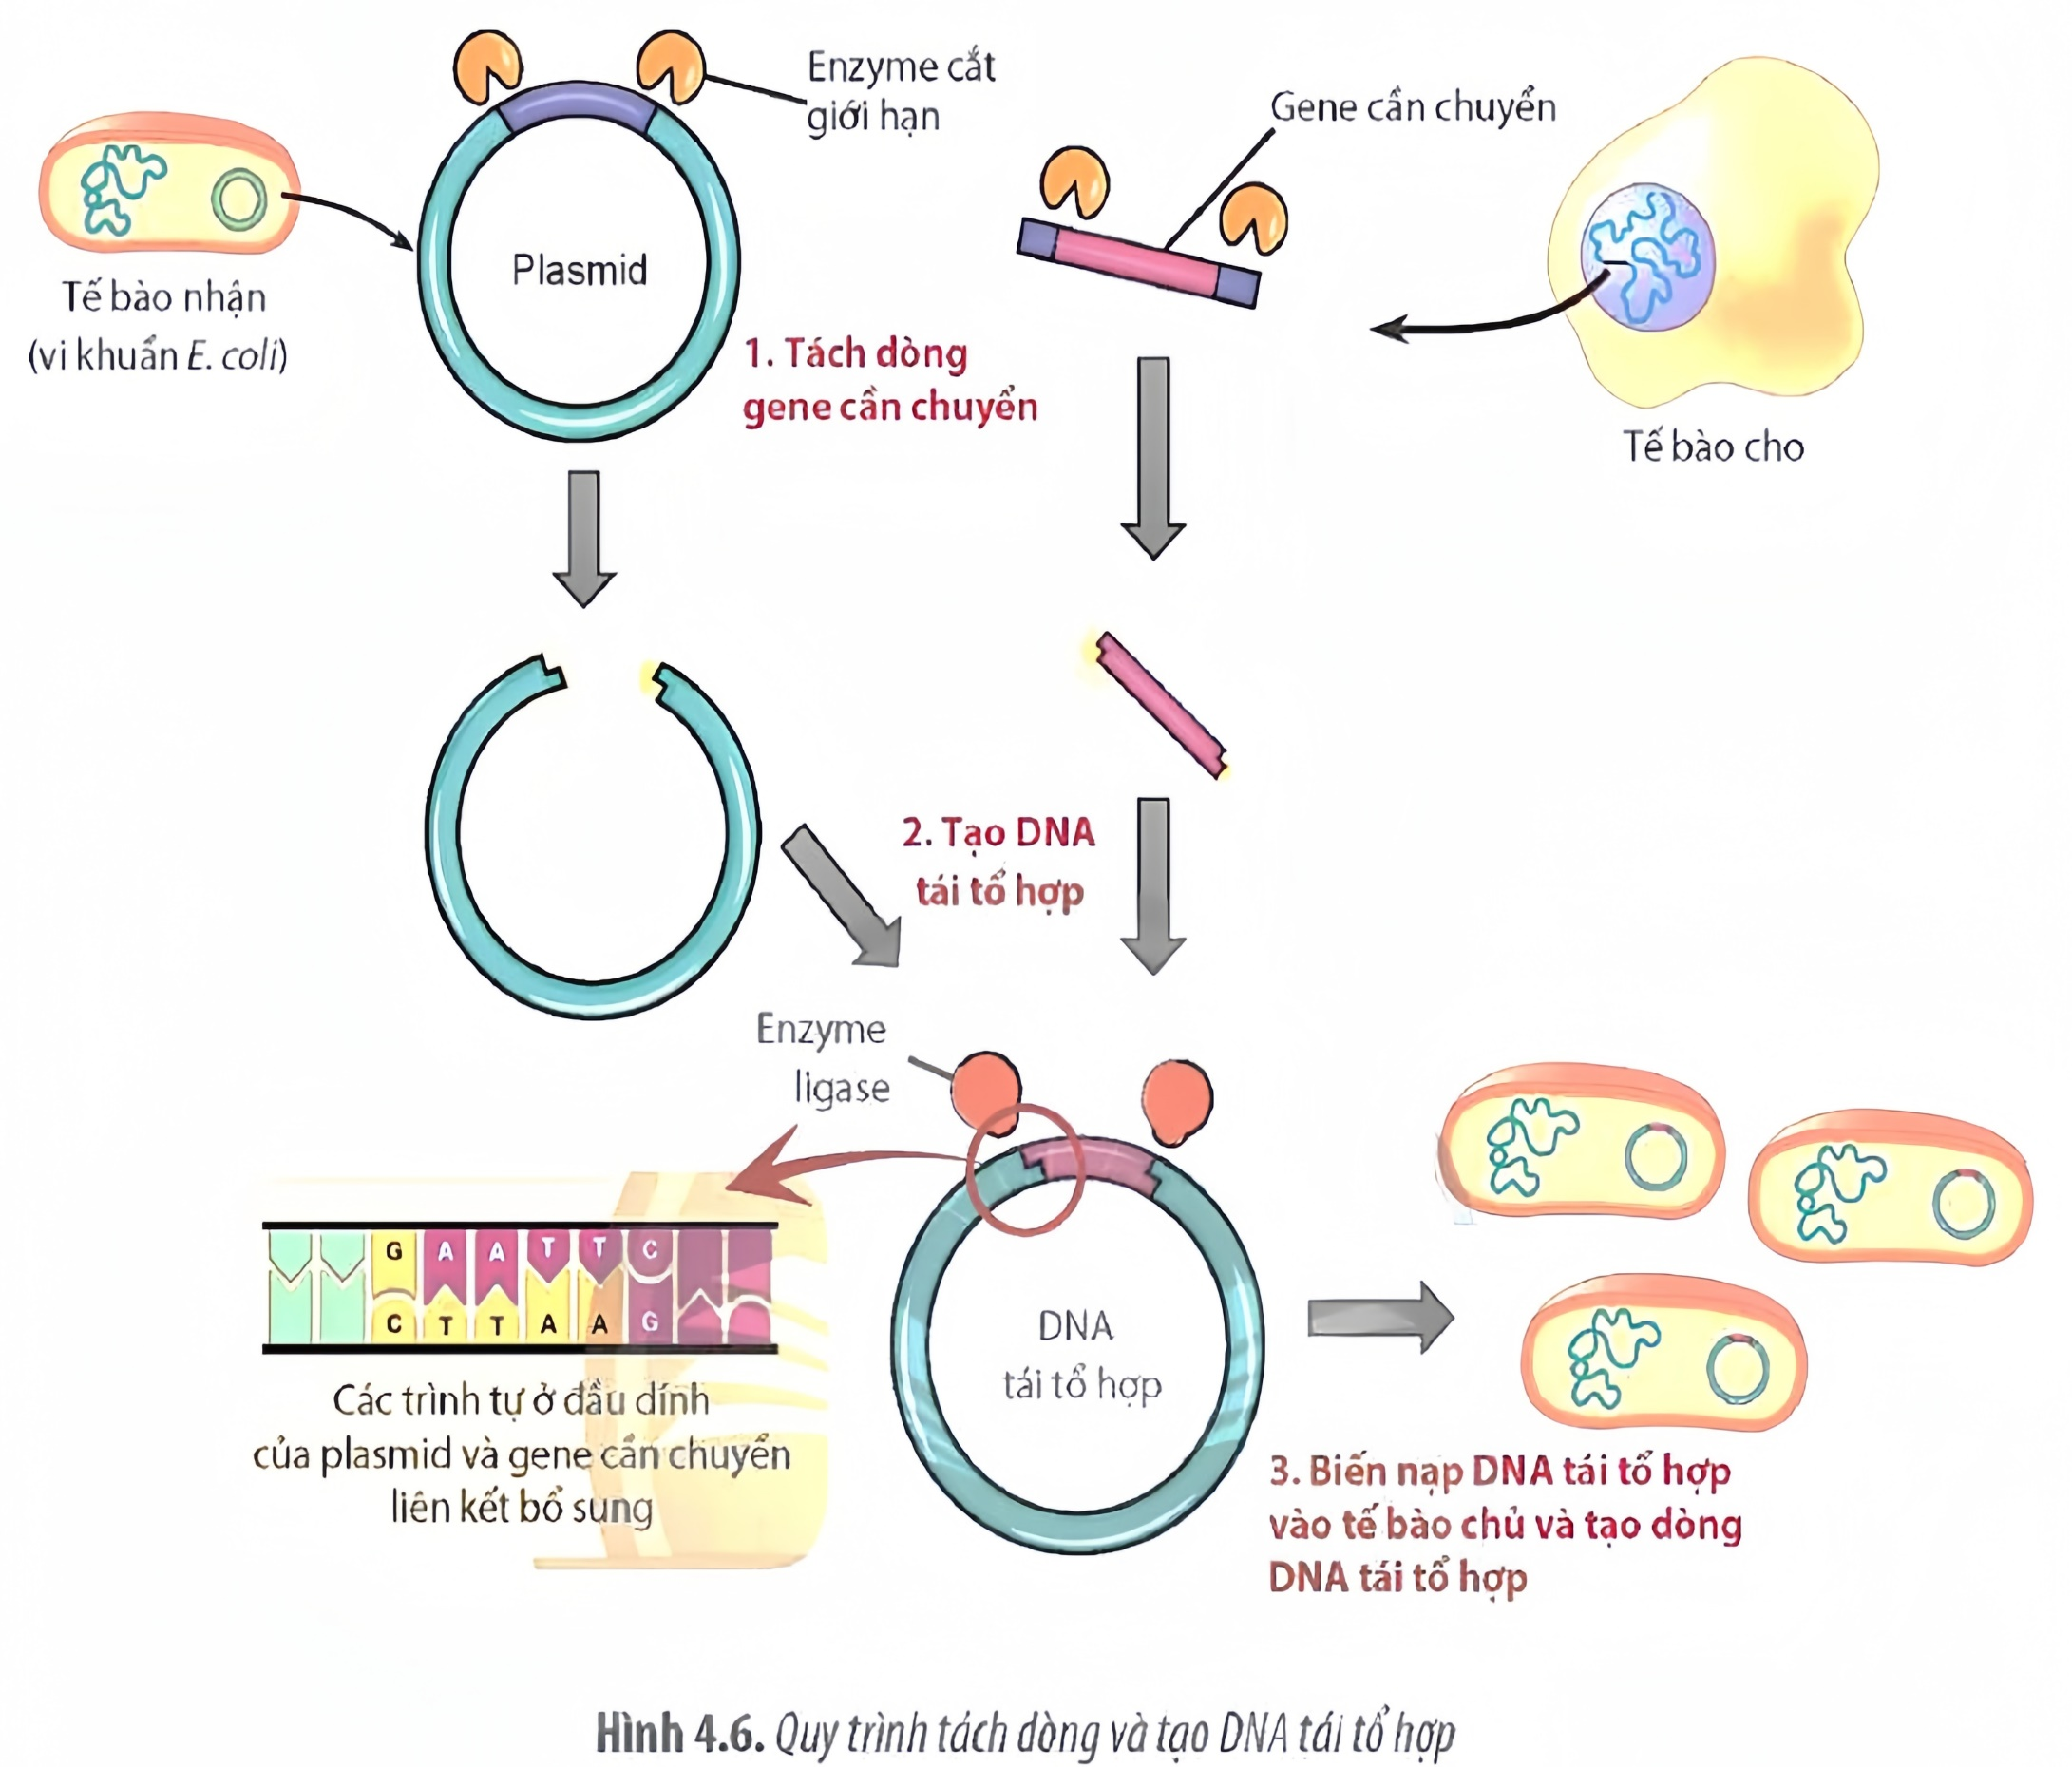 Enzyme cắt
giới hạn
Gene cần chuyển
Plasmid
Tế bào nhận
(vi khuẩn E. coli)
1. Tách dòng
gene cần chuyển
Tế bào cho
2. Tạo DNA
tái tổ hợp
Enzyme
ligase
G A A T T C
C T T A A G
DNA
tái tổ hợp
Các trình tự ở đầu dính
của plasmid và gene cần chuyển
liên kết bổ sung
3. Biến nạp DNA tái tổ hợp
vào tế bào chủ và tạo dòng
DNA tái tổ hợp
Hình 4.6. Quy trình tách dòng và tạo DNA tái tổ hợp